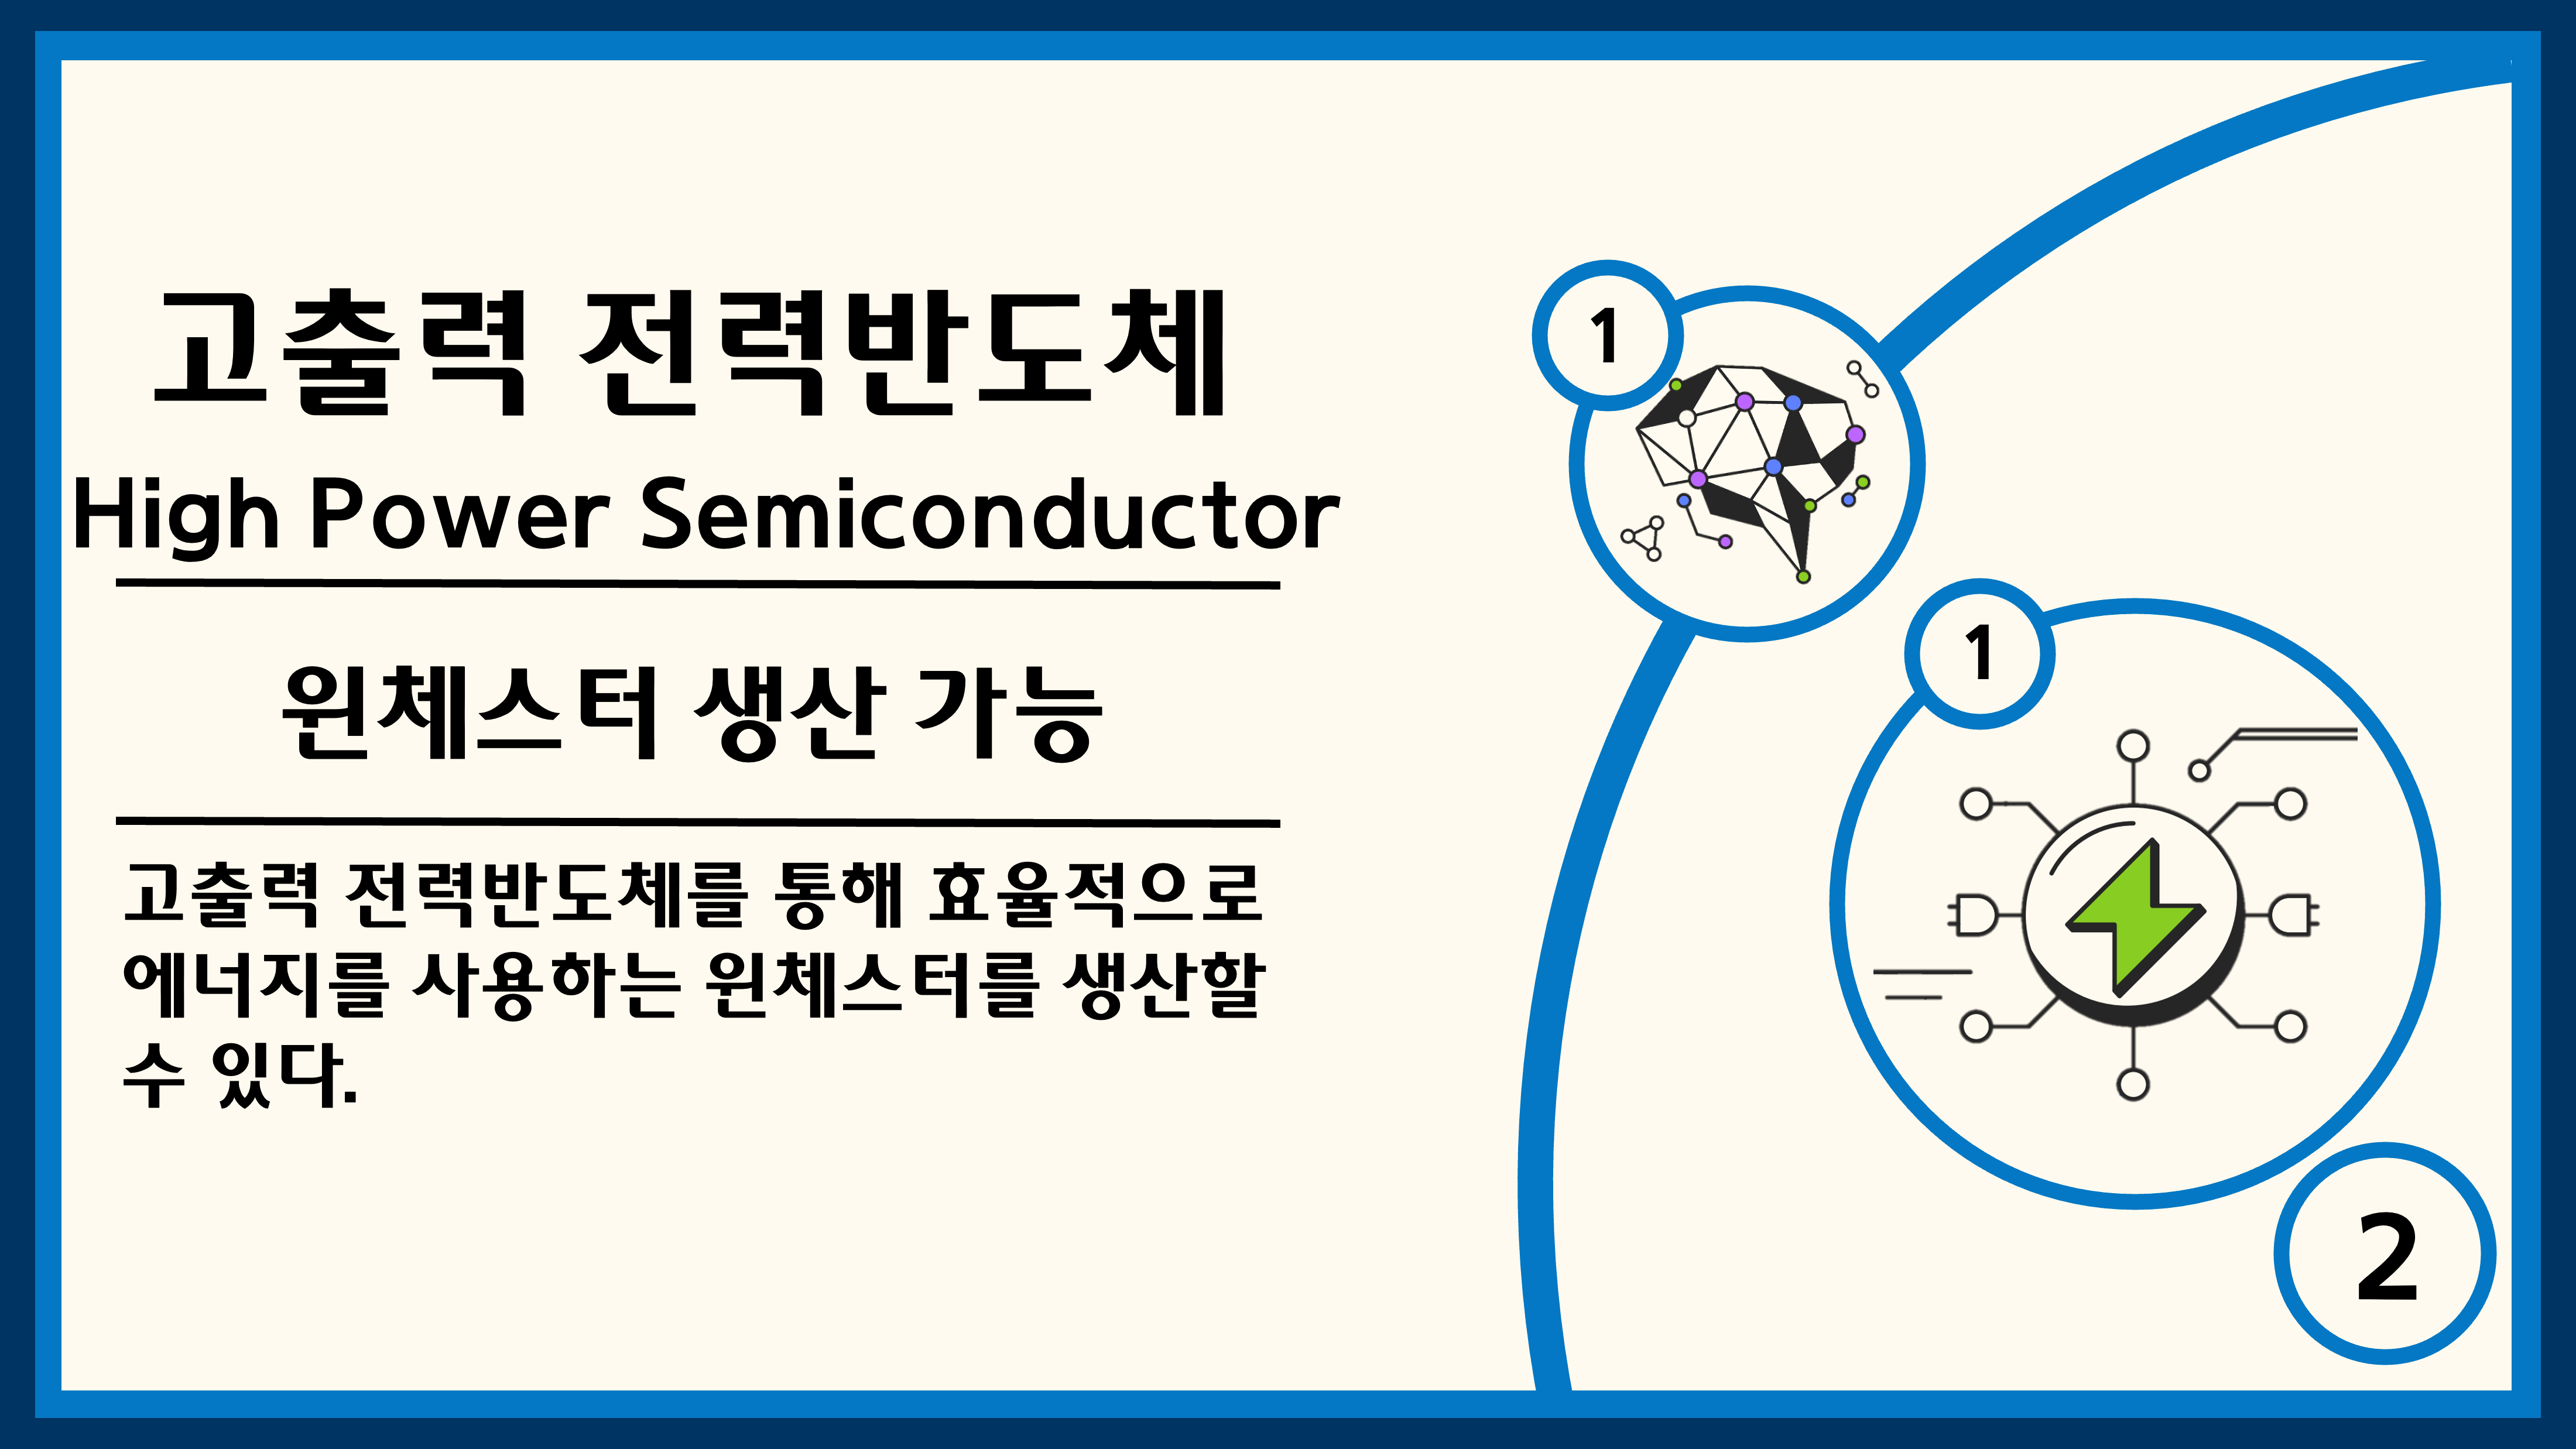 고출력 전력반도체
High Power Semiconductor
윈체스터 생산 가능
고출력 전력반도체를 통해 효율적으로
에너지를 사용하는 윈체스터를 생산할
수 있다.
1
1
2